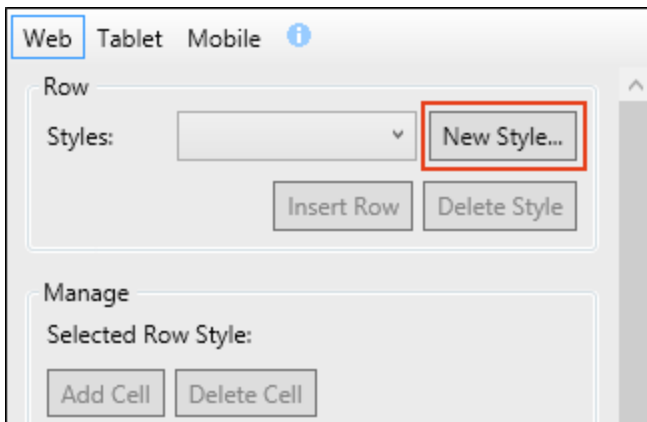 Web Tablet Mobile
Row
Styles: New Style...
Insert Row Delete Style
Manage
Selected Row Style:
Add Cell Delete Cell